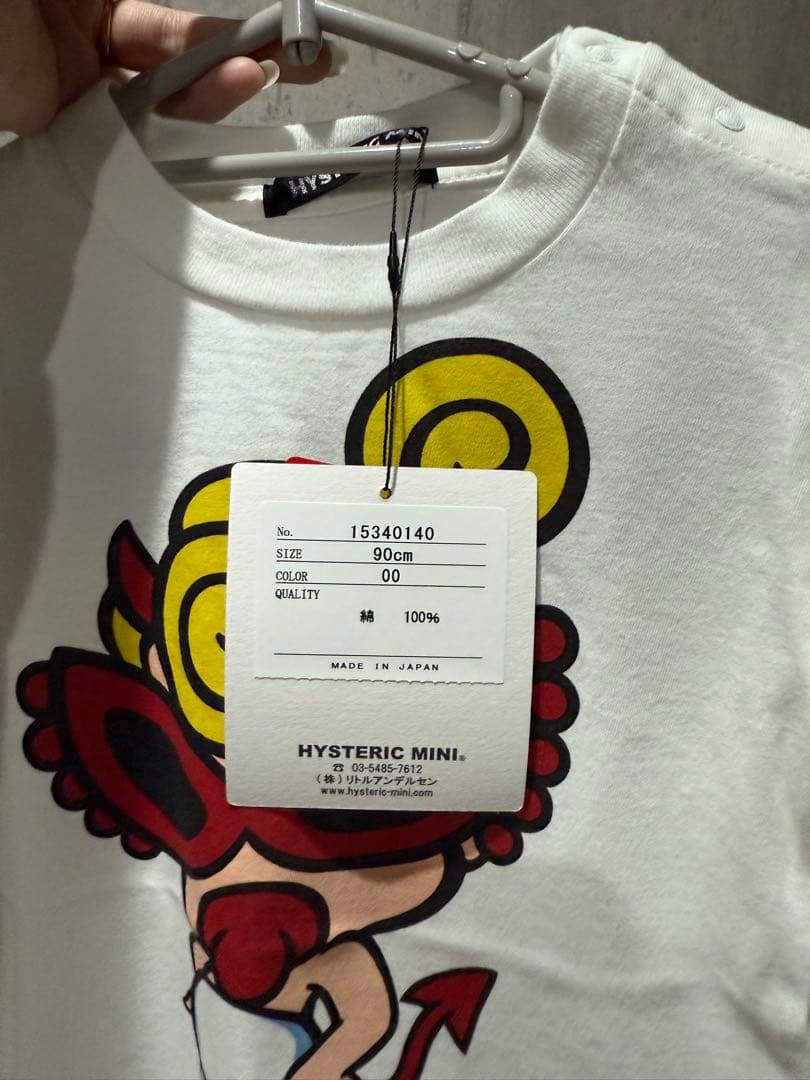 No. 15340140
SIZE 90cm
COLOR 00
QUALITY
綿 100%
MADE IN JAPAN
HYSTERIC MINI®
☎ 03-5485-7612
(株)リトルアンデルセン
www.hysteric-mini.com